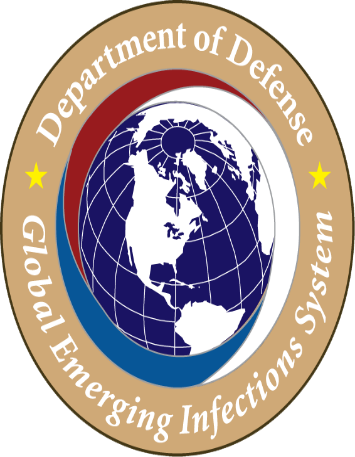 Department of Defense
Global Emerging Infections System